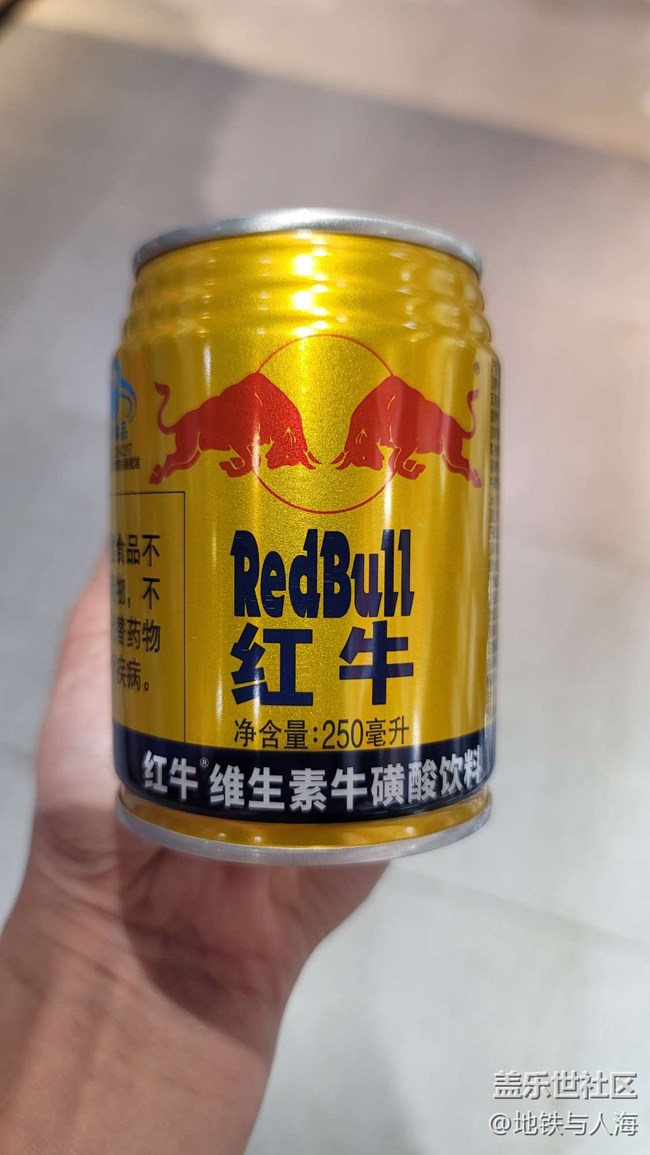 食品不
物，不
替药物
疾病。
RedBull
红牛
净含量:250毫升
红牛®维生素牛磺酸饮料
®
盖乐世社区
@地铁与人海